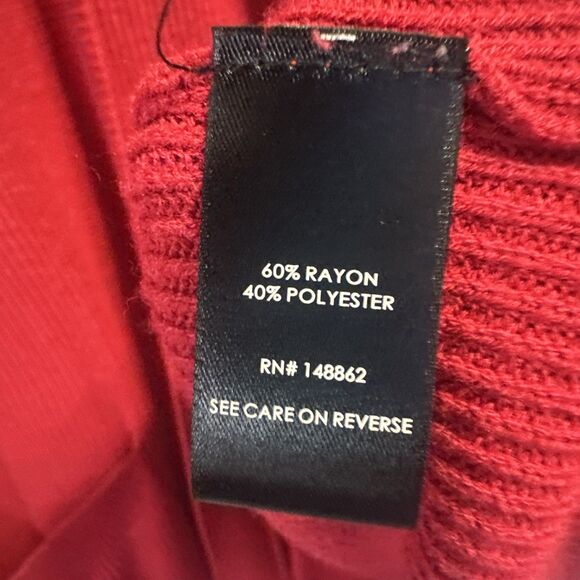 60% RAYON
40% POLYESTER
RN# 148862
SEE CARE ON REVERSE